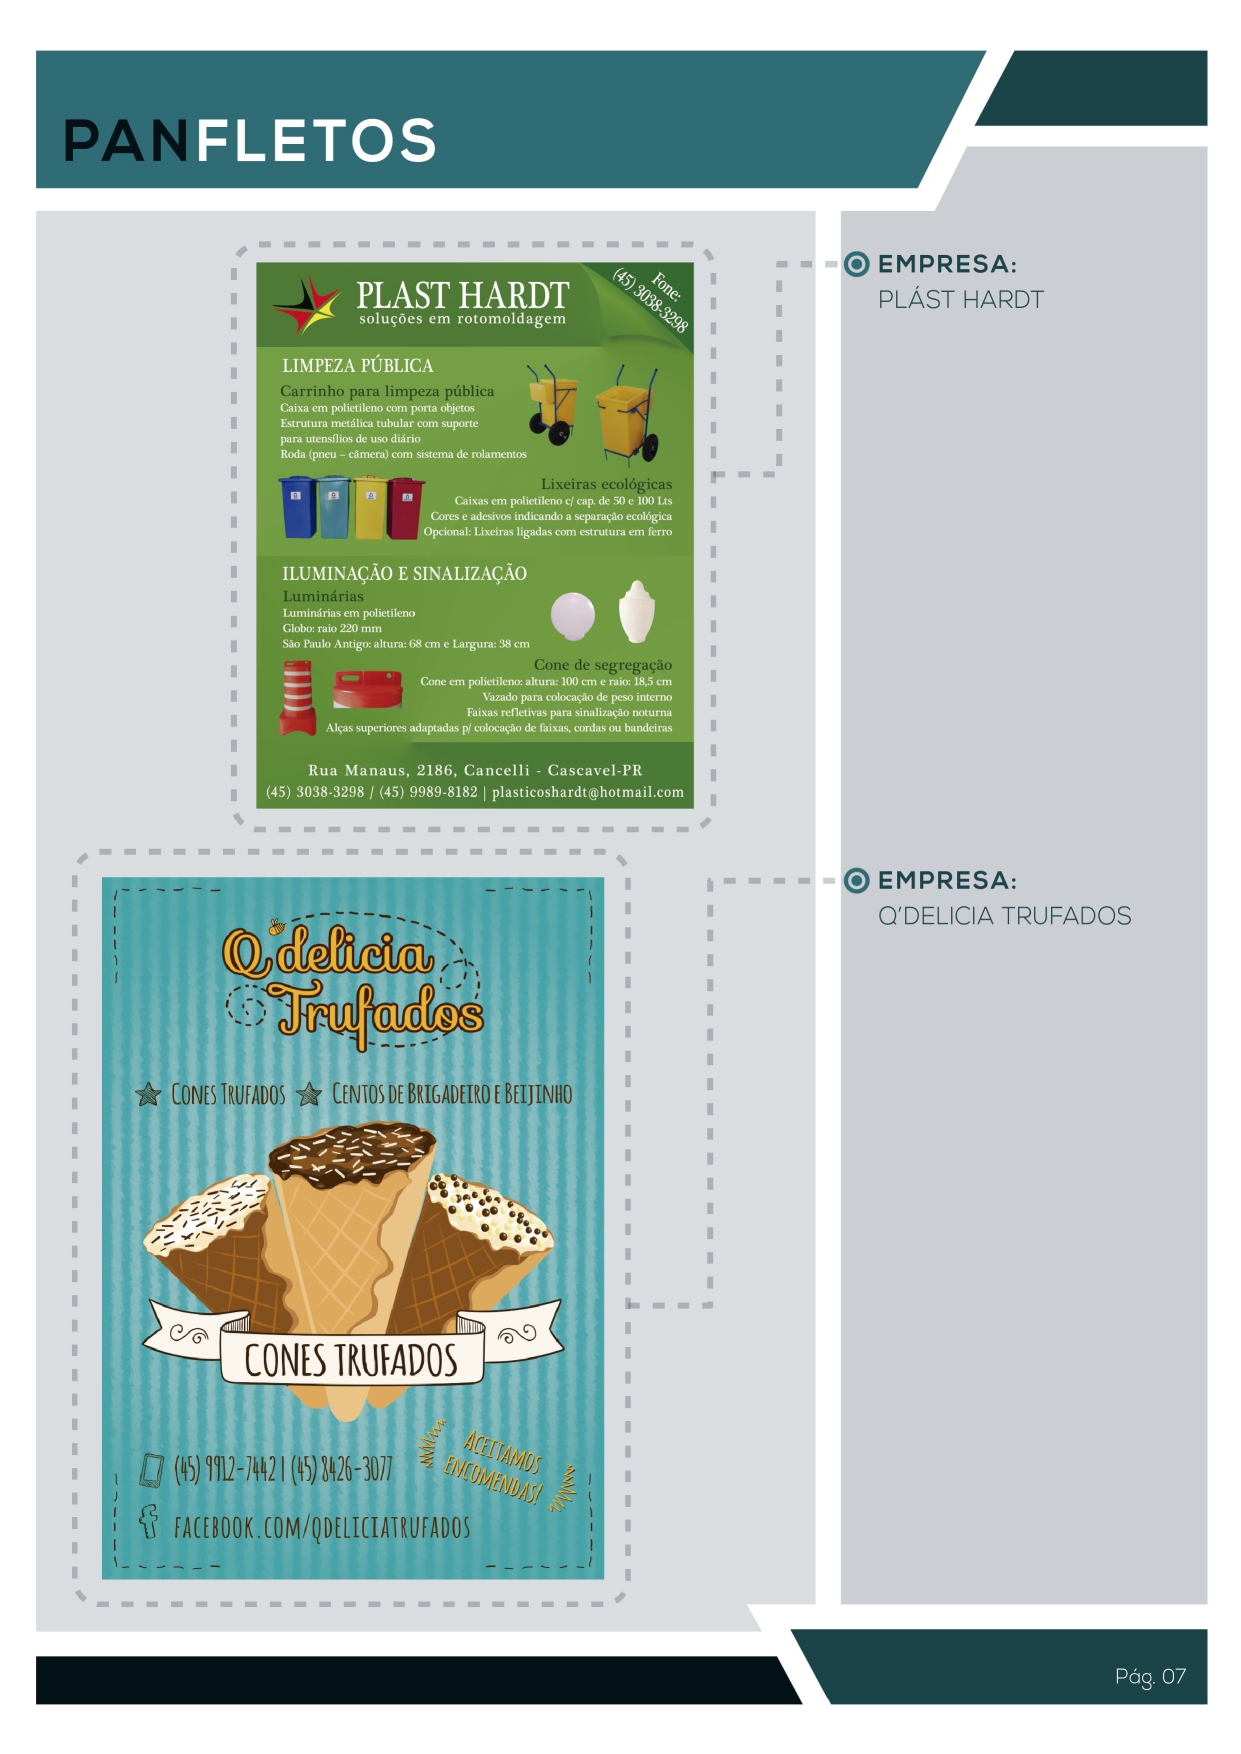 PANFLETOS
EMPRESA:
PLÁST HARDT
PLAST HARDT
soluções em rotomoldagem
Fone:
(45) 3038-3298
LIMPEZA PÚBLICA
Carrinho para limpeza pública
Caixa em polietileno com porta objetos
Estrutura metálica tubular com suporte
para utensílios de uso diário
Roda (pneu – câmera) com sistema de rolamentos
Lixeiras ecológicas
Caixas em polietileno c/ cap. de 50 e 100 Lts
Cores e adesivos indicando a separação ecológica
Opcional: Lixeiras ligadas com estrutura em ferro
ILUMINAÇÃO E SINALIZAÇÃO
Luminárias
Luminárias em polietileno
Globo: raio 220 mm
São Paulo Antigo: altura: 68 cm e Largura: 38 cm
Cone de segregação
Cone em polietileno: altura: 100 cm e raio: 18,5 cm
Vazado para colocação de peso interno
Faixas refletivas para sinalização noturna
Alças superiores adaptadas p/ colocação de faixas, cordas ou bandeiras
Rua Manaus, 2186, Cancelli - Cascavel-PR
(45) 3038-3298 / (45) 9989-8182 | plasticoshardt@hotmail.com
EMPRESA:
Q'DELICIA TRUFADOS
Q'delicia
Trufados
CONES TRUFADOS
CENTOS DE BRIGADEIRO E BEIJINHO
CONES TRUFADOS
ACEITAMOS
ENCOMENDAS!
(45) 9912-7442 | (45) 8426-3077
FACEBOOK.COM/QDELICIATRUFADOS
Pág. 07